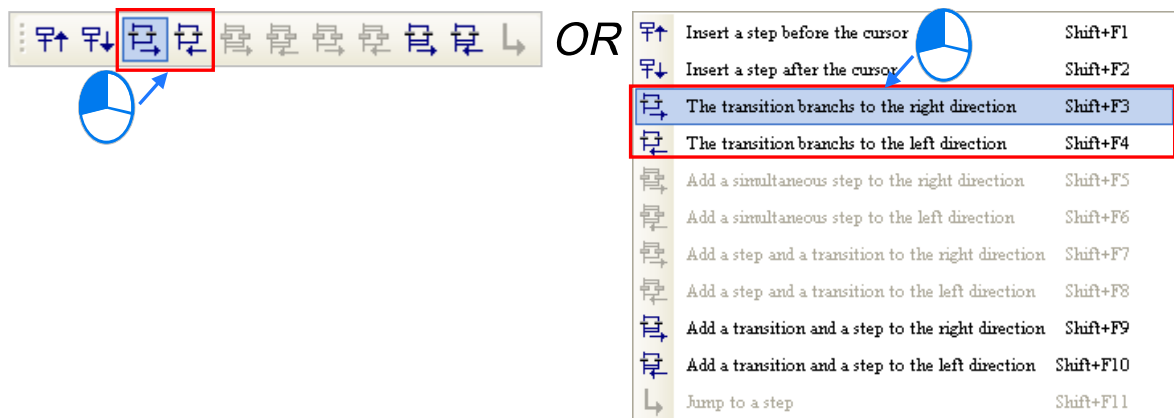 OR
Insert a step before the cursor Shift+F1
Insert a step after the cursor Shift+F2
The transition branchs to the right direction Shift+F3
The transition branchs to the left direction Shift+F4
Add a simultaneous step to the right direction Shift+F5
Add a simultaneous step to the left direction Shift+F6
Add a step and a transition to the right direction Shift+F7
Add a step and a transition to the left direction Shift+F8
Add a transition and a step to the right direction Shift+F9
Add a transition and a step to the left direction Shift+F10
Jump to a step Shift+F11